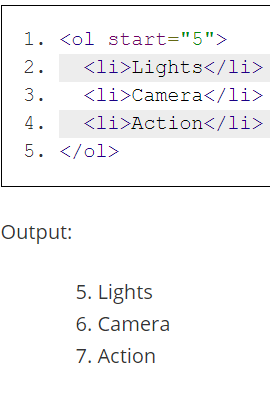 1. <ol start="5">
2. <li>Lights</li>
3. <li>Camera</li>
4. <li>Action</li>
5. </ol>
Output:
5. Lights
6. Camera
7. Action